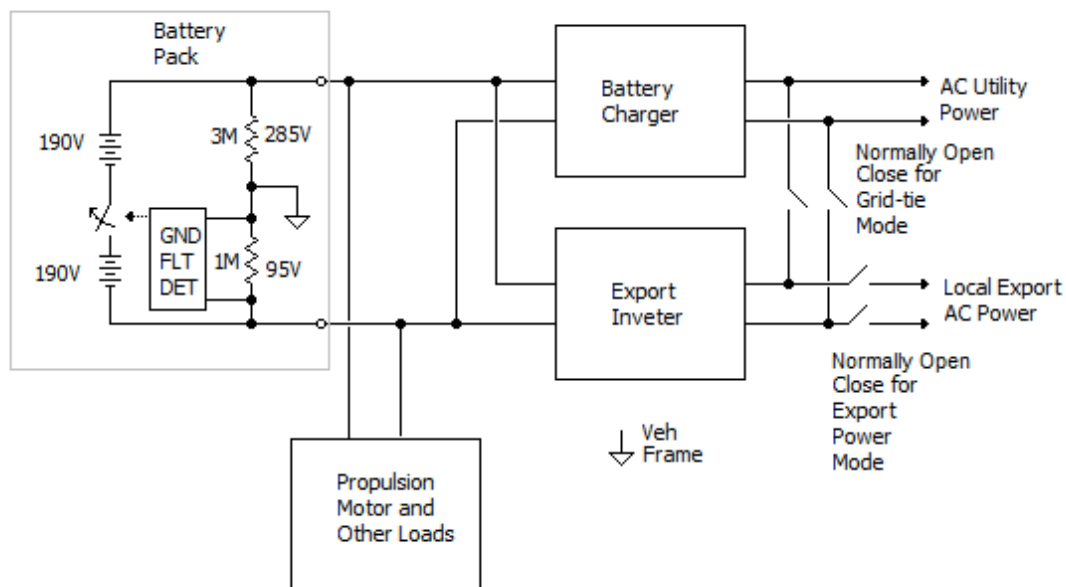 Battery
Pack
190V
3M
285V
GND
FLT
DET
1M
95V
190V
Battery
Charger
AC Utility
Power
Normally Open
Close for
Grid-tie
Mode
Export
Inveter
Local Export
AC Power
Normally Open
Close for
Export
Power
Mode
Veh
Frame
Propulsion
Motor and
Other Loads